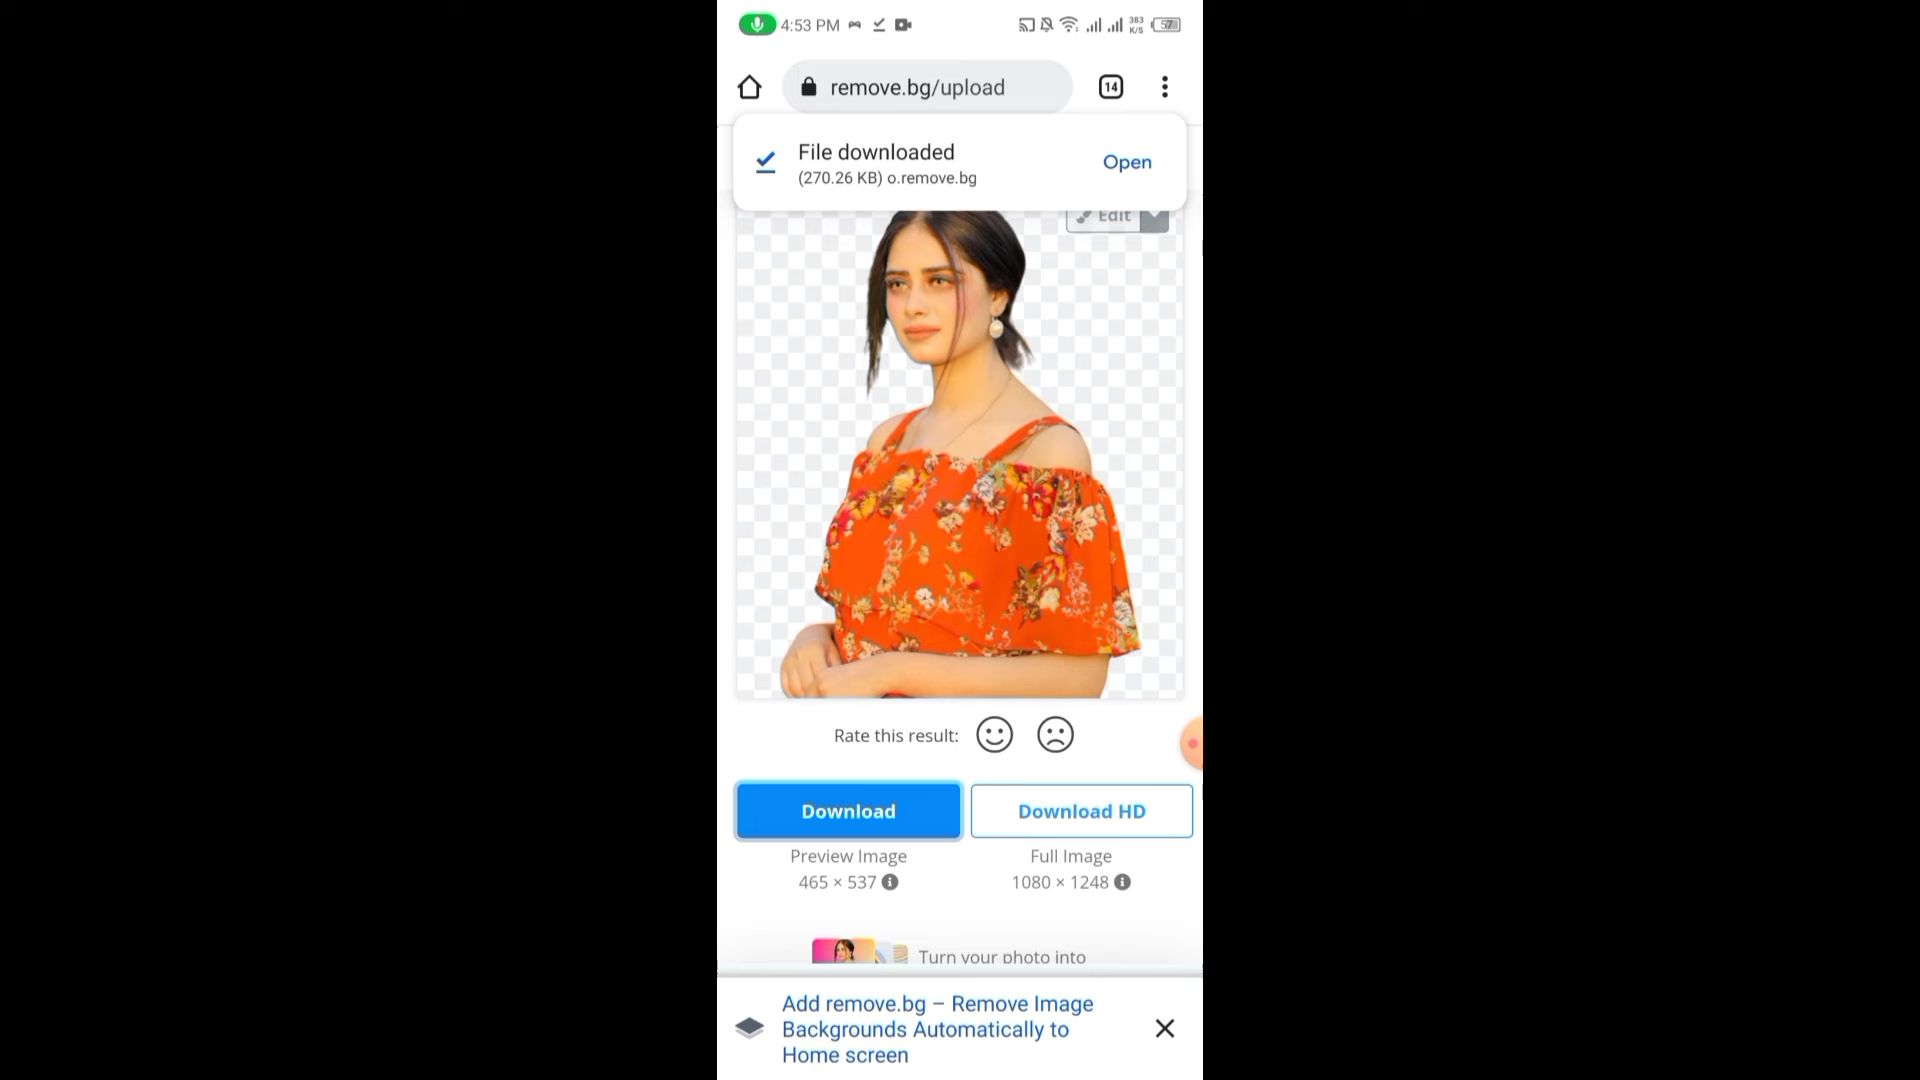 4:53 PM
383
K/S
57
remove.bg/upload
14
File downloaded
Open
(270.26 KB) o.remove.bg
Edit
Rate this result:
Download
Download HD
Preview Image
Full Image
465 × 537
1080 × 1248
Turn your photo into
Add remove.bg – Remove Image
Backgrounds Automatically to
Home screen